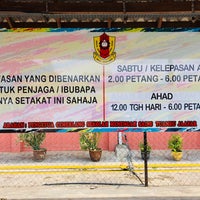 ASAN YANG DIBENARKAN
TUK PENJAGA / IBUBAPA
NYA SETAKAT INI SAHAJA
SABTU / KELEPASAN A
2.00 PETANG - 6.00 PETA
AHAD
12.00 TGH HARI - 6.00 PETA